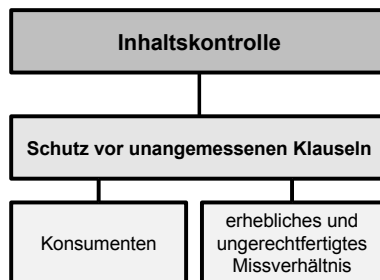 Inhaltskontrolle
Schutz vor unangemessenen Klauseln
Konsumenten
erhebliches und
ungerechtfertigtes
Missverhältnis